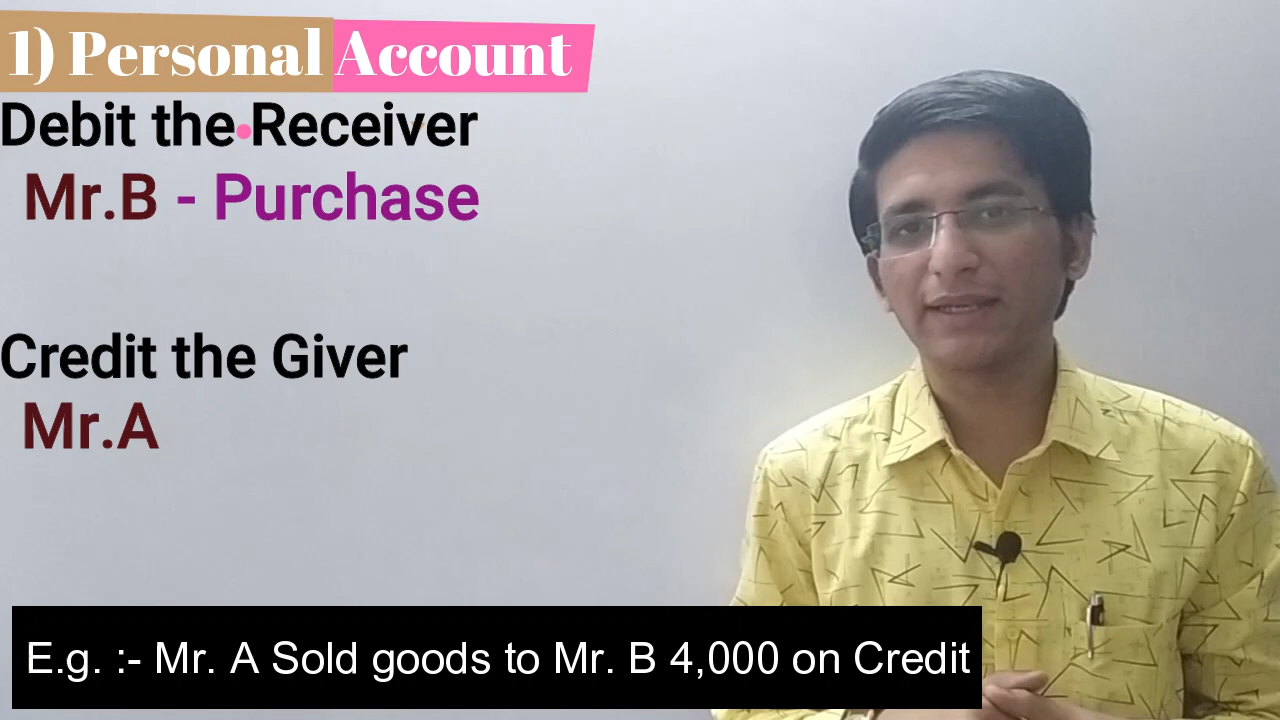 1) Personal Account
Debit the Receiver
Mr.B - Purchase
Credit the Giver
Mr.A
E.g. :- Mr. A Sold goods to Mr. B 4,000 on Credit